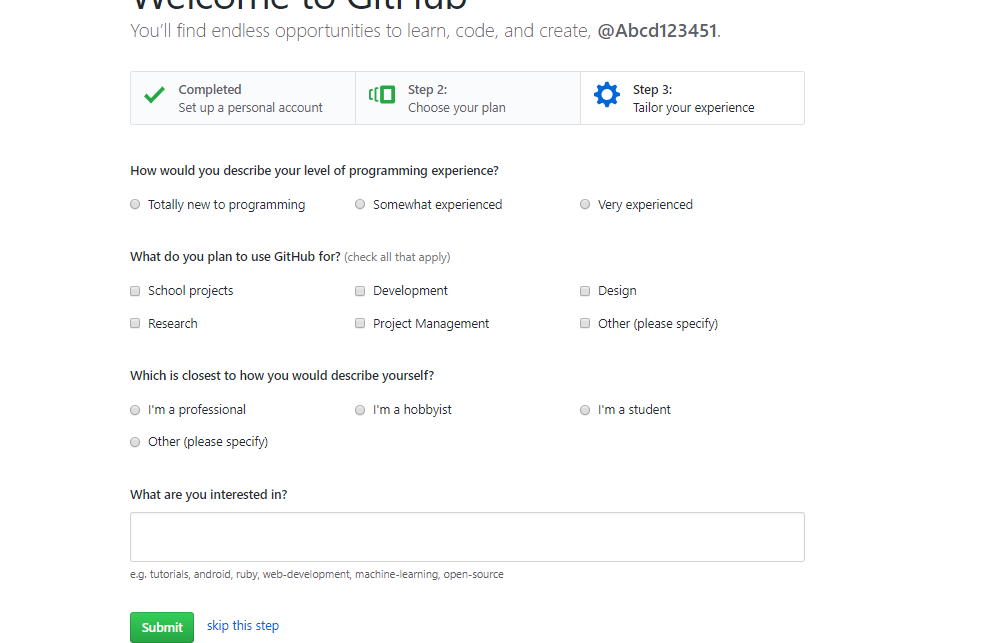 Welcome to GitHub
You'll find endless opportunities to learn, code, and create, @Abcd123451.
Completed
Set up a personal account
Step 2:
Choose your plan
Step 3:
Tailor your experience
How would you describe your level of programming experience?
Totally new to programming
Somewhat experienced
Very experienced
What do you plan to use GitHub for? (check all that apply)
School projects
Development
Design
Research
Project Management
Other (please specify)
Which is closest to how you would describe yourself?
I'm a professional
I'm a hobbyist
I'm a student
Other (please specify)
What are you interested in?
e.g. tutorials, android, ruby, web-development, machine-learning, open-source
Submit
skip this step